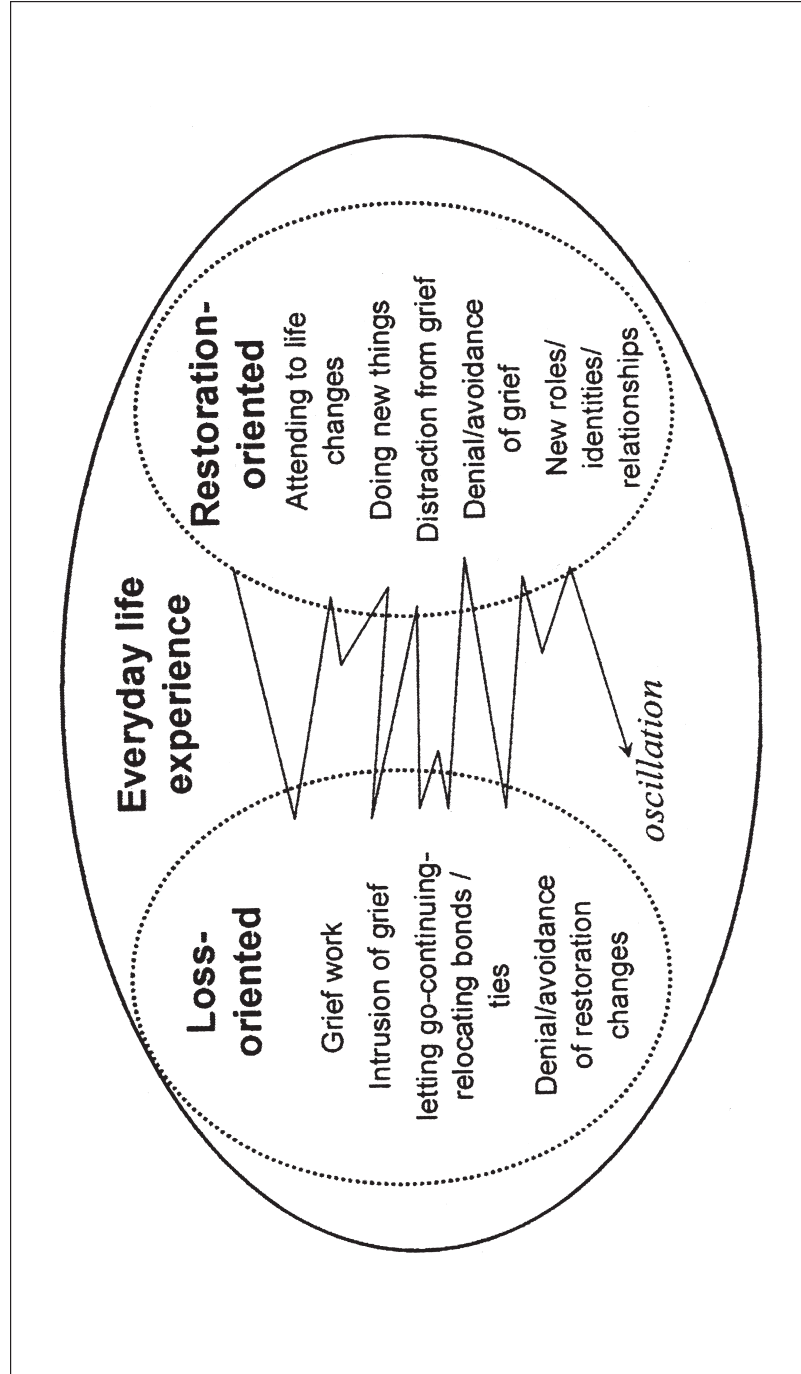 Everyday life
experience
Loss-
oriented
Grief work
Intrusion of grief
letting go-continuing-
relocating bonds /
ties
Denial/avoidance
of restoration
changes
Restoration-
oriented
Attending to life
changes
Doing new things
Distraction from grief
Denial/avoidance
of grief
New roles/
identities/
relationships
oscillation